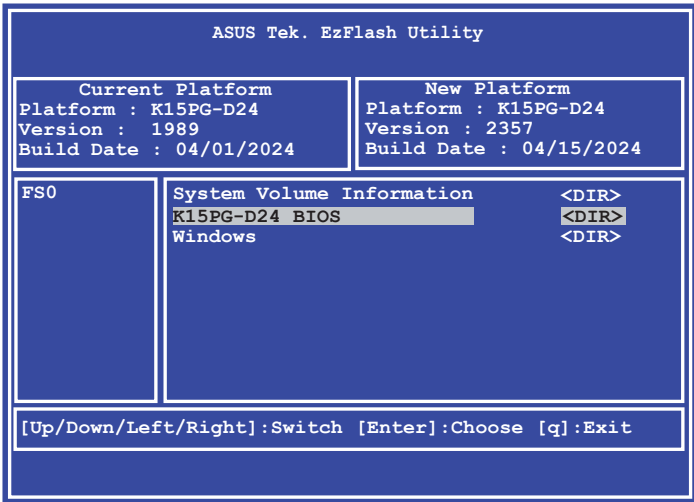 ASUS Tek. EzFlash Utility
Current Platform
Platform : K15PG-D24
Version : 1989
Build Date : 04/01/2024
New Platform
Platform : K15PG-D24
Version : 2357
Build Date : 04/15/2024
FS0
System Volume Information <DIR>
K15PG-D24 BIOS <DIR>
Windows <DIR>
[Up/Down/Left/Right]:Switch [Enter]:Choose [q]:Exit